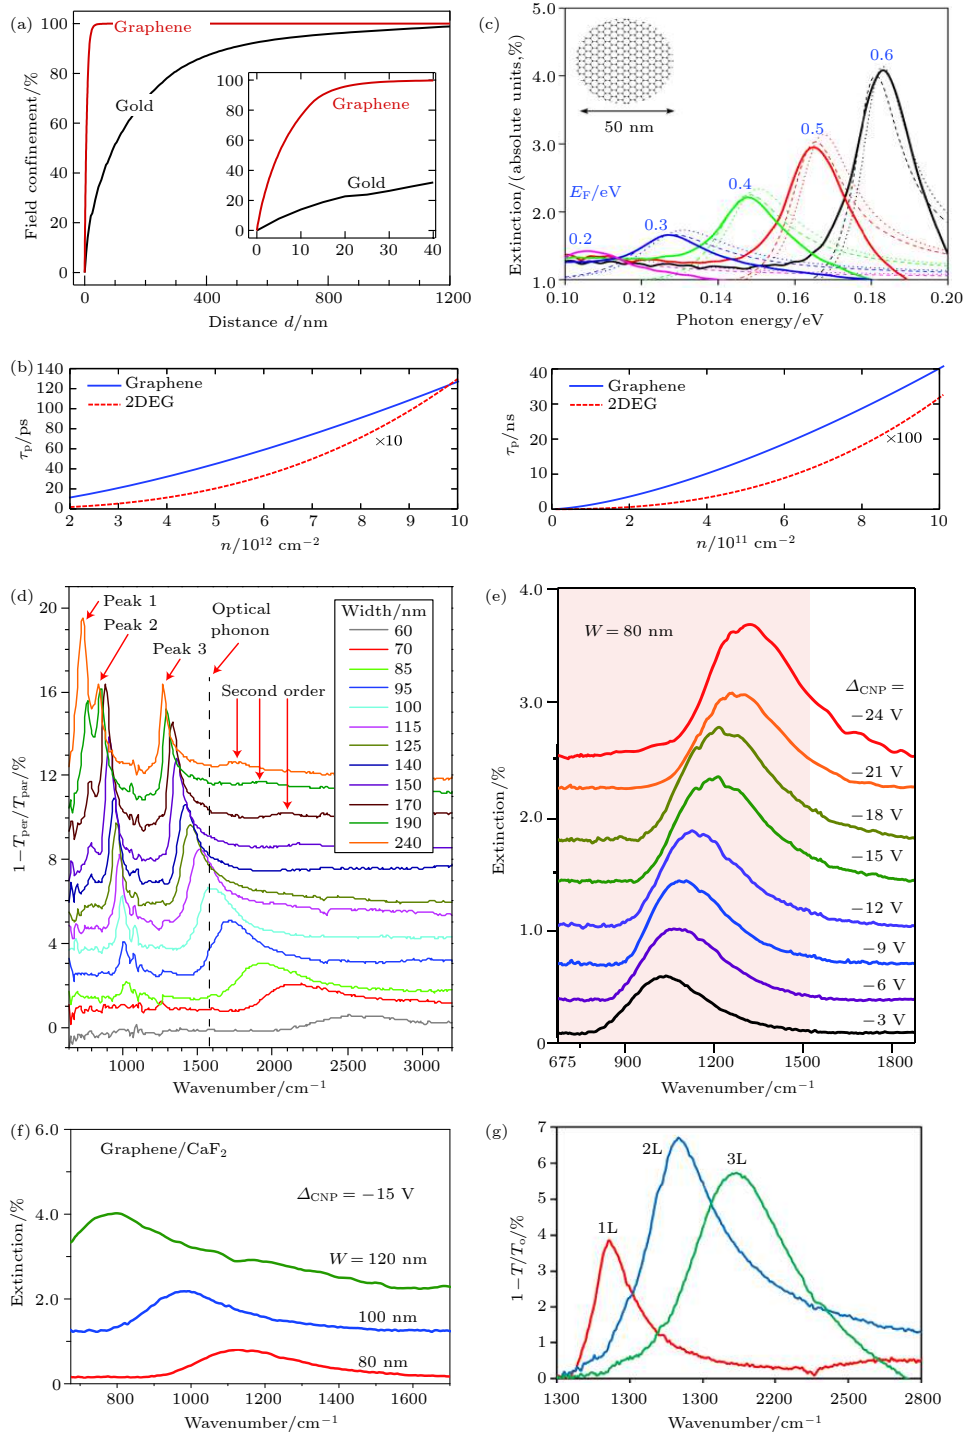 (a)
Field confinement/%
100
80
60
40
20
0
Graphene
Gold
100
80
60
40
20
0
Graphene
Gold
0
20
40
0
400
800
1200
Distance d/nm
(c)
Extinction/(absolute units,%)
5.0
4.0
3.0
2.0
1.0
50 nm
E_F/eV
0.2
0.3
0.4
0.5
0.6
0.10
0.12
0.14
0.16
0.18
0.20
Photon energy/eV
(b)
τ_p/ps
140
120
100
80
60
40
20
0
Graphene
2DEG
×10
2 3 4 5 6 7 8 9 10
n/10¹² cm⁻²
τ_p/ns
40
30
20
10
0
Graphene
2DEG
×100
0 2 4 6 8 10
n/10¹¹ cm⁻²
(d)
1−T_per/T_par/%
20
16
12
8
4
0
Peak 1
Peak 2
Peak 3
Optical
phonon
Second order
Width/nm
60
70
85
95
100
115
125
140
150
170
190
240
1000 1500 2000 2500 3000
Wavenumber/cm⁻¹
(e)
Extinction/%
4.0
3.0
2.0
1.0
0
W = 80 nm
Δ_CNP =
−24 V
−21 V
−18 V
−15 V
−12 V
−9 V
−6 V
−3 V
675 900 1200 1500 1800
Wavenumber/cm⁻¹
(f)
Extinction/%
6.0
4.0
2.0
0
Graphene/CaF₂
Δ_CNP = −15 V
W = 120 nm
100 nm
80 nm
800 1000 1200 1400 1600
Wavenumber/cm⁻¹
(g)
1−T/T_o/%
7
6
5
4
3
2
1
0
1L
2L
3L
1300 1300 1300 2200 2500 2800
Wavenumber/cm⁻¹